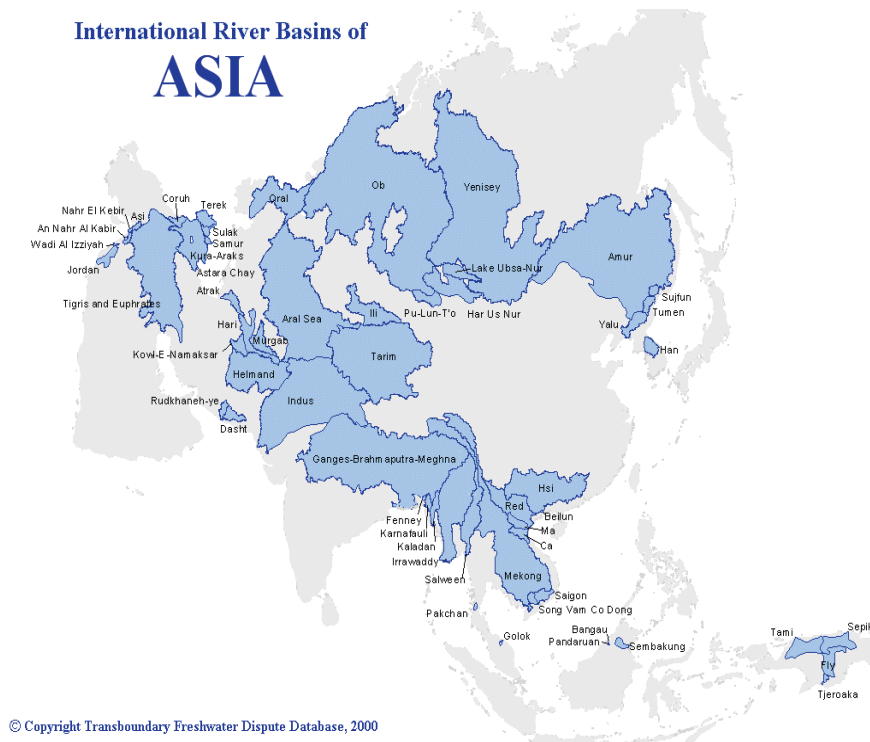 International River Basins of
ASIA
Ob
Yenisey
Coruh
Terek
Oral
Nahr El Kebir
Asi
An Nahr Al Kabir
Sulak
Wadi Al Izziyah
Samur
Kura-Araks
Amur
Jordan
Astara Chay
Lake Ubsa-Nur
Atrak
Tigris and Euphrates
Sujfun
Pu-Lun-T'o
Har Us Nur
Tumen
Aral Sea
Ili
Hari
Yalu
Murgab
Han
Kowl-E-Namaksar
Tarim
Helmand
Rudkhaneh-ye
Indus
Dasht
Ganges-Brahmaputra-Meghna
Hsi
Red
Beilun
Fenney
Ma
Karnafauli
Kaladan
Ca
Irrawaddy
Salween
Mekong
Saigon
Pakchan
Song Vam Co Dong
Golok
Bangau
Pandaruan
Sembakung
Tami
Sepik
Fly
Tjeroaka
© Copyright Transboundary Freshwater Dispute Database, 2000